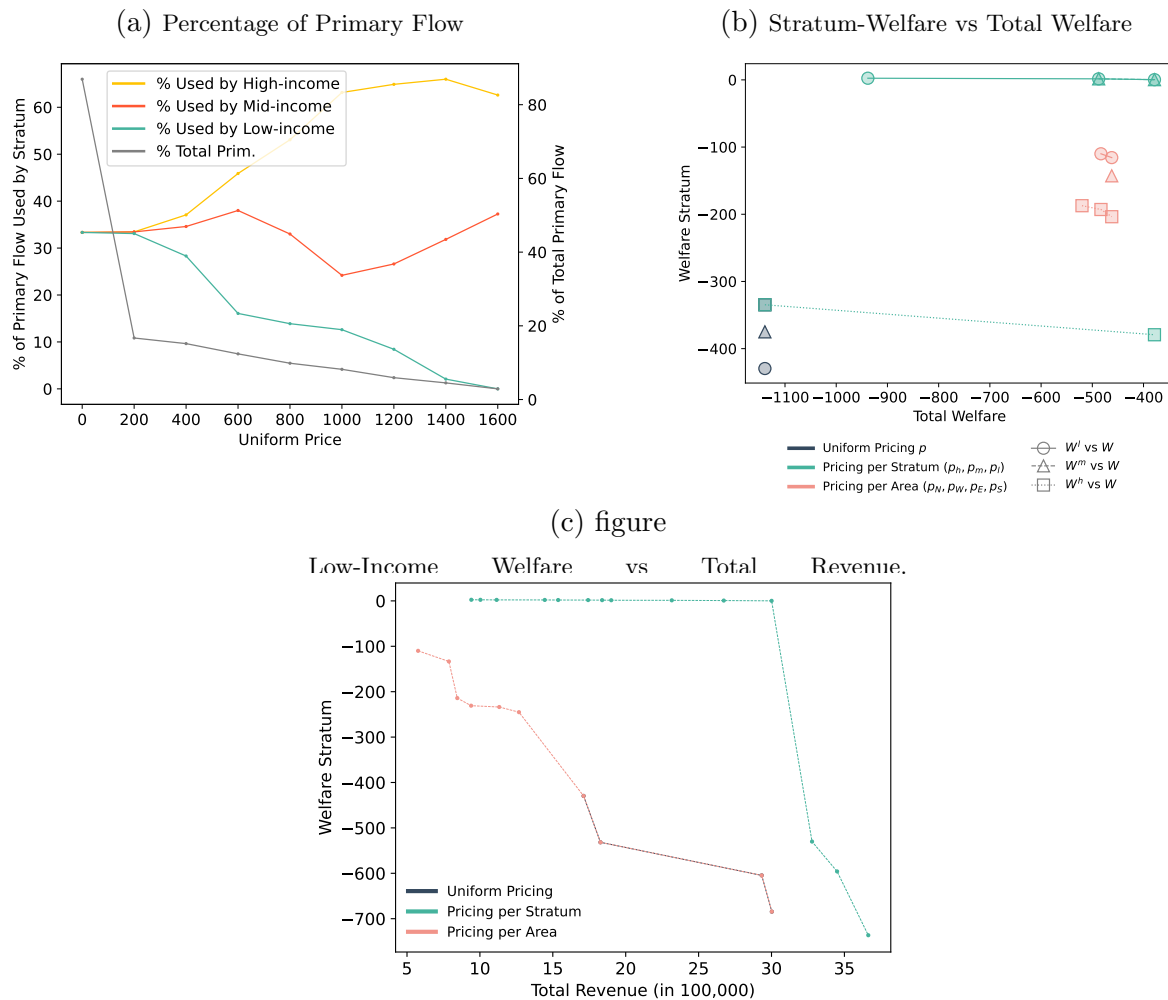 (a) Percentage of Primary Flow
% of Primary Flow Used by Stratum
60
50
40
30
20
10
0
% Used by High-income
% Used by Mid-income
% Used by Low-income
% Total Prim.
80
60
40
20
0
% of Total Primary Flow
0 200 400 600 800 1000 1200 1400 1600
Uniform Price
(b) Stratum-Welfare vs Total Welfare
Welfare Stratum
0
−100
−200
−300
−400
−1100 −1000 −900 −800 −700 −600 −500 −400
Total Welfare
Uniform Pricing p
Pricing per Stratum (p_h, p_m, p_l)
Pricing per Area (p_N, p_W, p_E, p_S)
W^l vs W
W^m vs W
W^h vs W
(c) figure
Low-Income Welfare vs Total Revenue.
Welfare Stratum
0
−100
−200
−300
−400
−500
−600
−700
Uniform Pricing
Pricing per Stratum
Pricing per Area
5 10 15 20 25 30 35
Total Revenue (in 100,000)